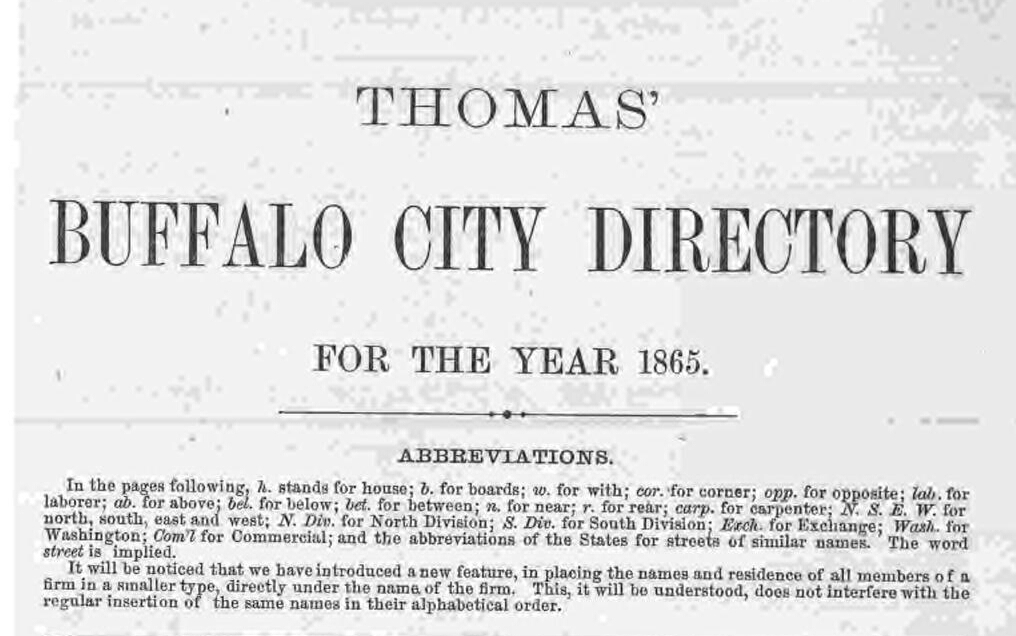 THOMAS'
BUFFALO CITY DIRECTORY
FOR THE YEAR 1865.
ABBREVIATIONS.
In the pages following, h. stands for house; b. for boards; w. for with; cor. for corner; opp. for opposite; lab. for
laborer; ab. for above; bel. for below; bet. for between; n. for near; r. for rear; carp. for carpenter; N. S. E. W. for
north, south, east and west; N. Div. for North Division; S. Div. for South Division; Exch. for Exchange; Wash. for
Washington; Com'l for Commercial; and the abbreviations of the States for streets of similar names. The word
street is implied.
It will be noticed that we have introduced a new feature, in placing the names and residence of all members of a
firm in a smaller type, directly under the name of the firm. This, it will be understood, does not interfere with the
regular insertion of the same names in their alphabetical order.